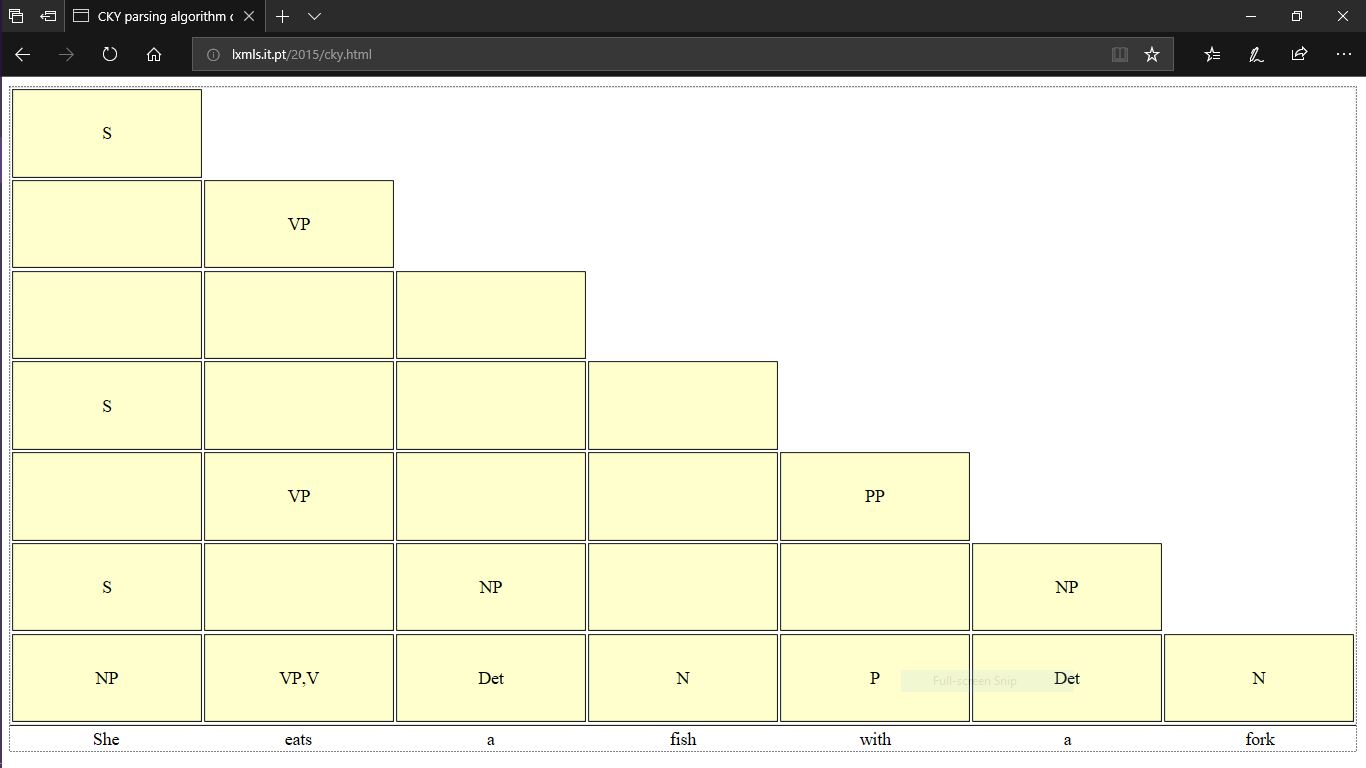 CKY parsing algorithm
lxmls.it.pt/2015/cky.html
S
VP
S
VP PP
S NP NP
NP VP,V Det N P Det N
Full-screen Snip
She eats a fish with a fork